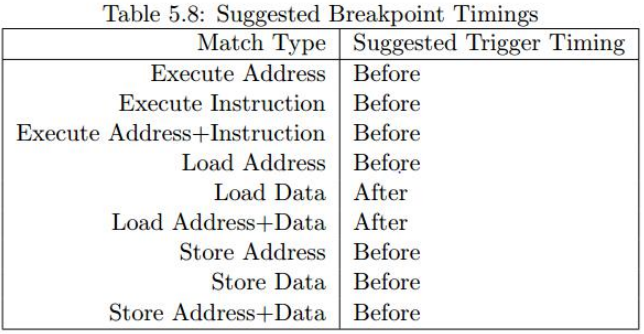 Table 5.8: Suggested Breakpoint Timings
Match Type Suggested Trigger Timing
Execute Address Before
Execute Instruction Before
Execute Address+Instruction Before
Load Address Before
Load Data After
Load Address+Data After
Store Address Before
Store Data Before
Store Address+Data Before